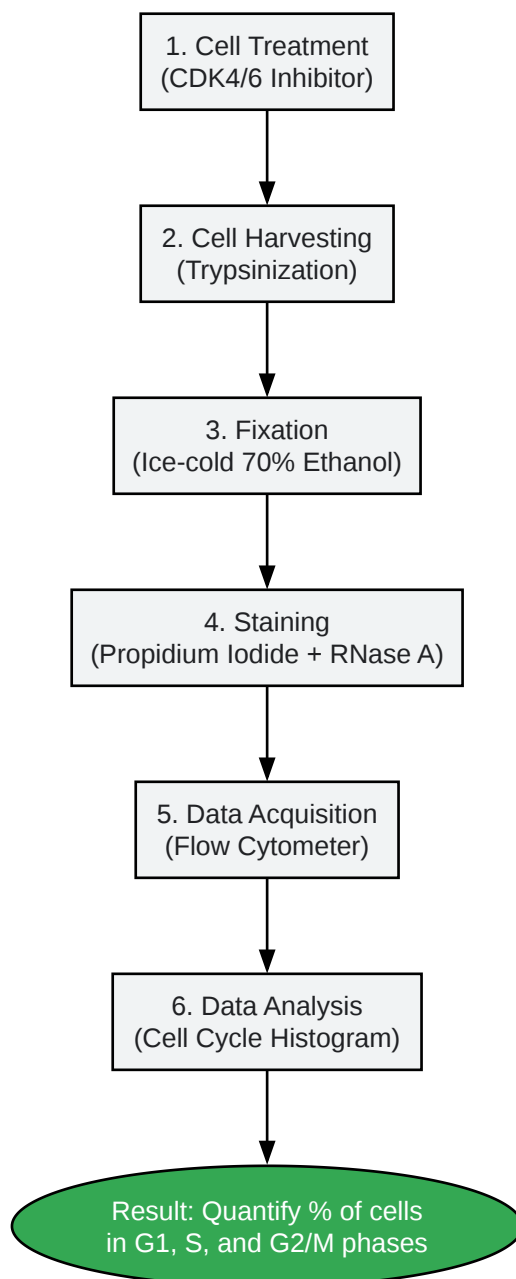 1. Cell Treatment
(CDK4/6 Inhibitor)
2. Cell Harvesting
(Trypsinization)
3. Fixation
(Ice-cold 70% Ethanol)
4. Staining
(Propidium Iodide + RNase A)
5. Data Acquisition
(Flow Cytometer)
6. Data Analysis
(Cell Cycle Histogram)
Result: Quantify % of cells
in G1, S, and G2/M phases